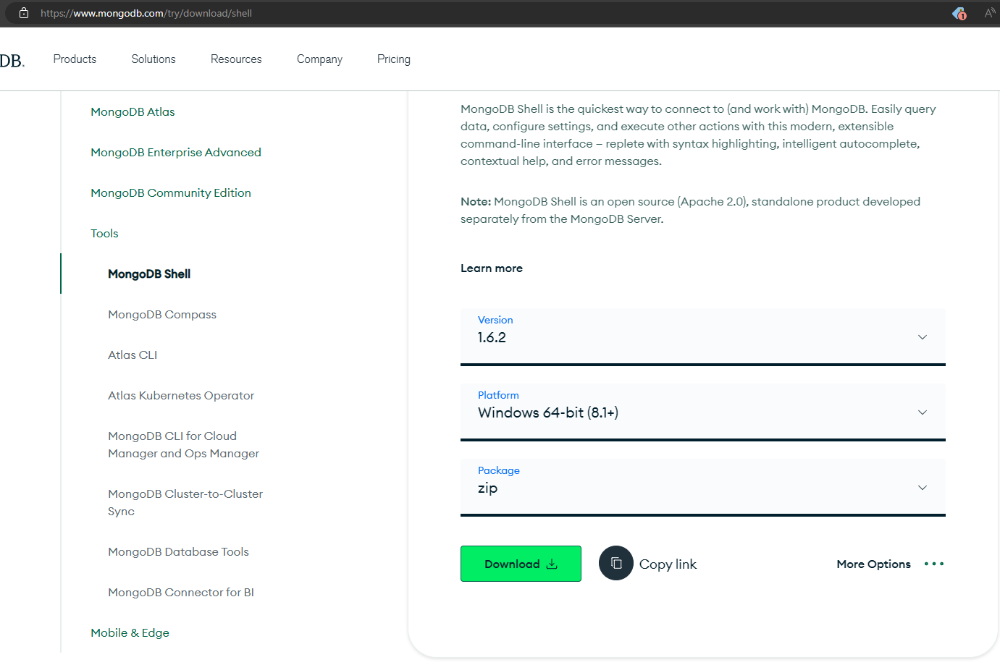 https://www.mongodb.com/try/download/shell
1
A
DB.
Products
Solutions
Resources
Company
Pricing
MongoDB Atlas
MongoDB Enterprise Advanced
MongoDB Community Edition
Tools
MongoDB Shell
MongoDB Compass
Atlas CLI
Atlas Kubernetes Operator
MongoDB CLI for Cloud
Manager and Ops Manager
MongoDB Cluster-to-Cluster
Sync
MongoDB Database Tools
MongoDB Connector for BI
Mobile & Edge
MongoDB Shell is the quickest way to connect to (and work with) MongoDB. Easily query
data, configure settings, and execute other actions with this modern, extensible
command-line interface – replete with syntax highlighting, intelligent autocomplete,
contextual help, and error messages.
Note: MongoDB Shell is an open source (Apache 2.0), standalone product developed
separately from the MongoDB Server.
Learn more
Version
1.6.2
Platform
Windows 64-bit (8.1+)
Package
zip
Download
Copy link
More Options